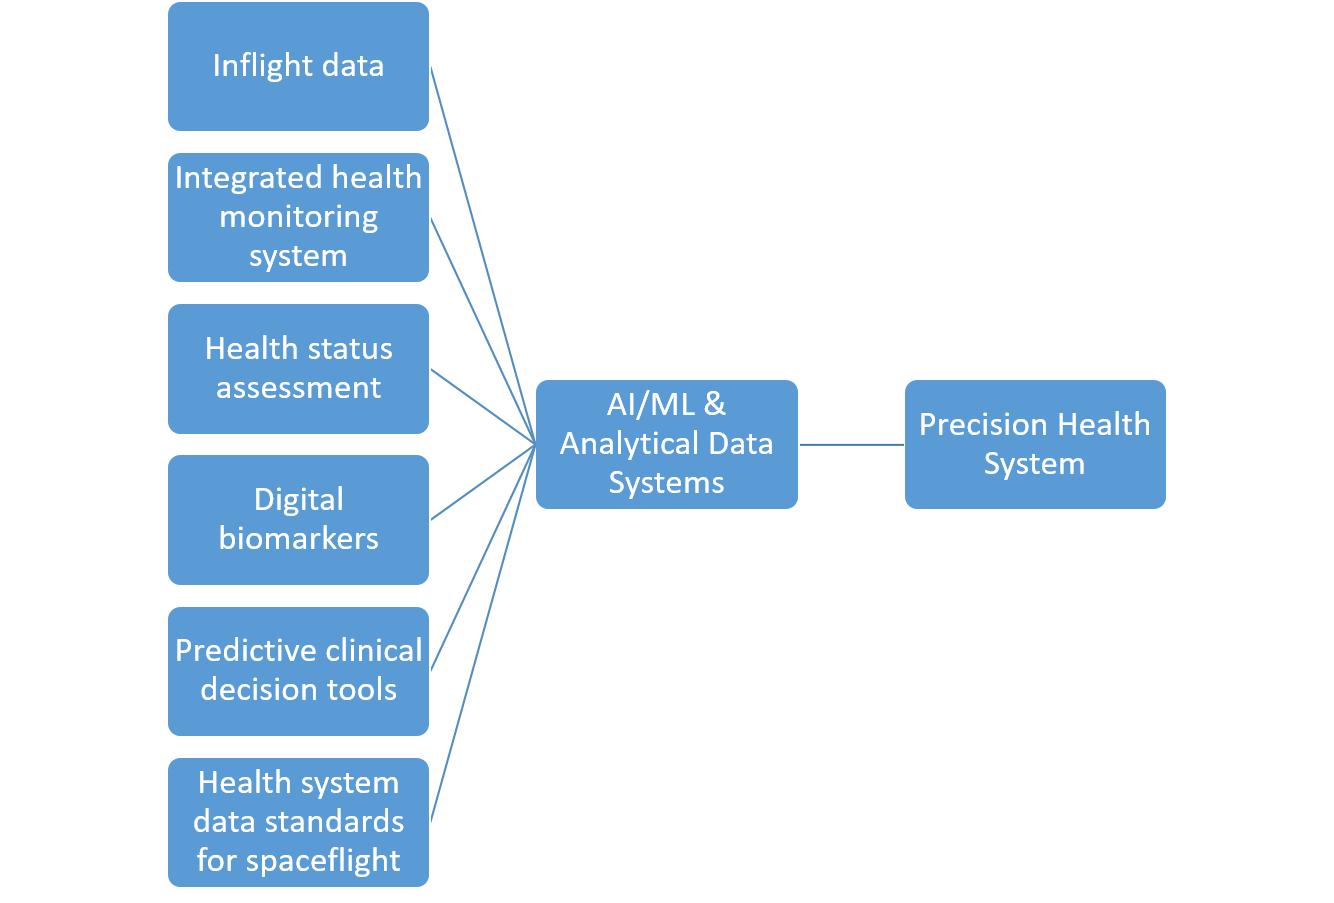 Inflight data
Integrated health
monitoring
system
Health status
assessment
Digital
biomarkers
Predictive clinical
decision tools
Health system
data standards
for spaceflight
AI/ML &
Analytical Data
Systems
Precision Health
System